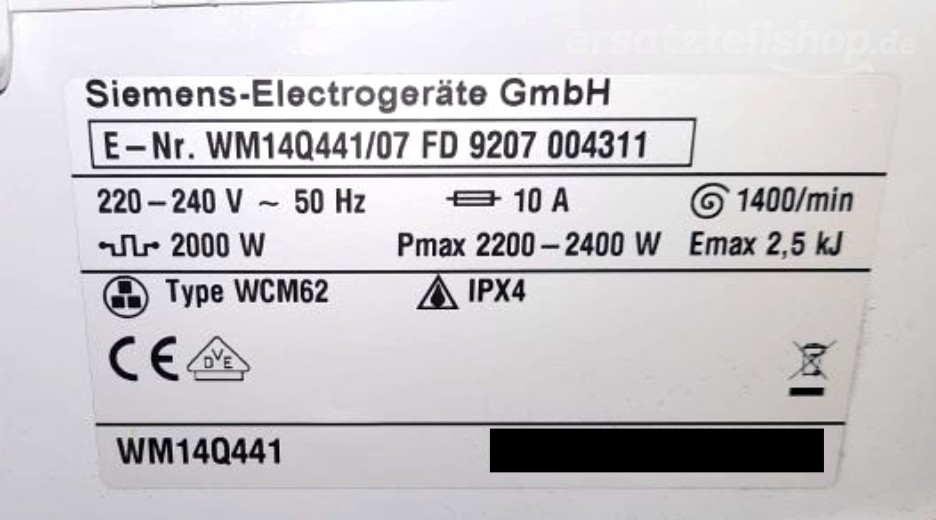 ersatzteilshop.de
Siemens-Electrogeräte GmbH
E-Nr. WM14Q441/07 FD 9207 004311
220-240 V ~ 50 Hz 10 A 1400/min
2000 W Pmax 2200-2400 W Emax 2,5 kJ
Type WCM62 IPX4
CE DVE
WM14Q441